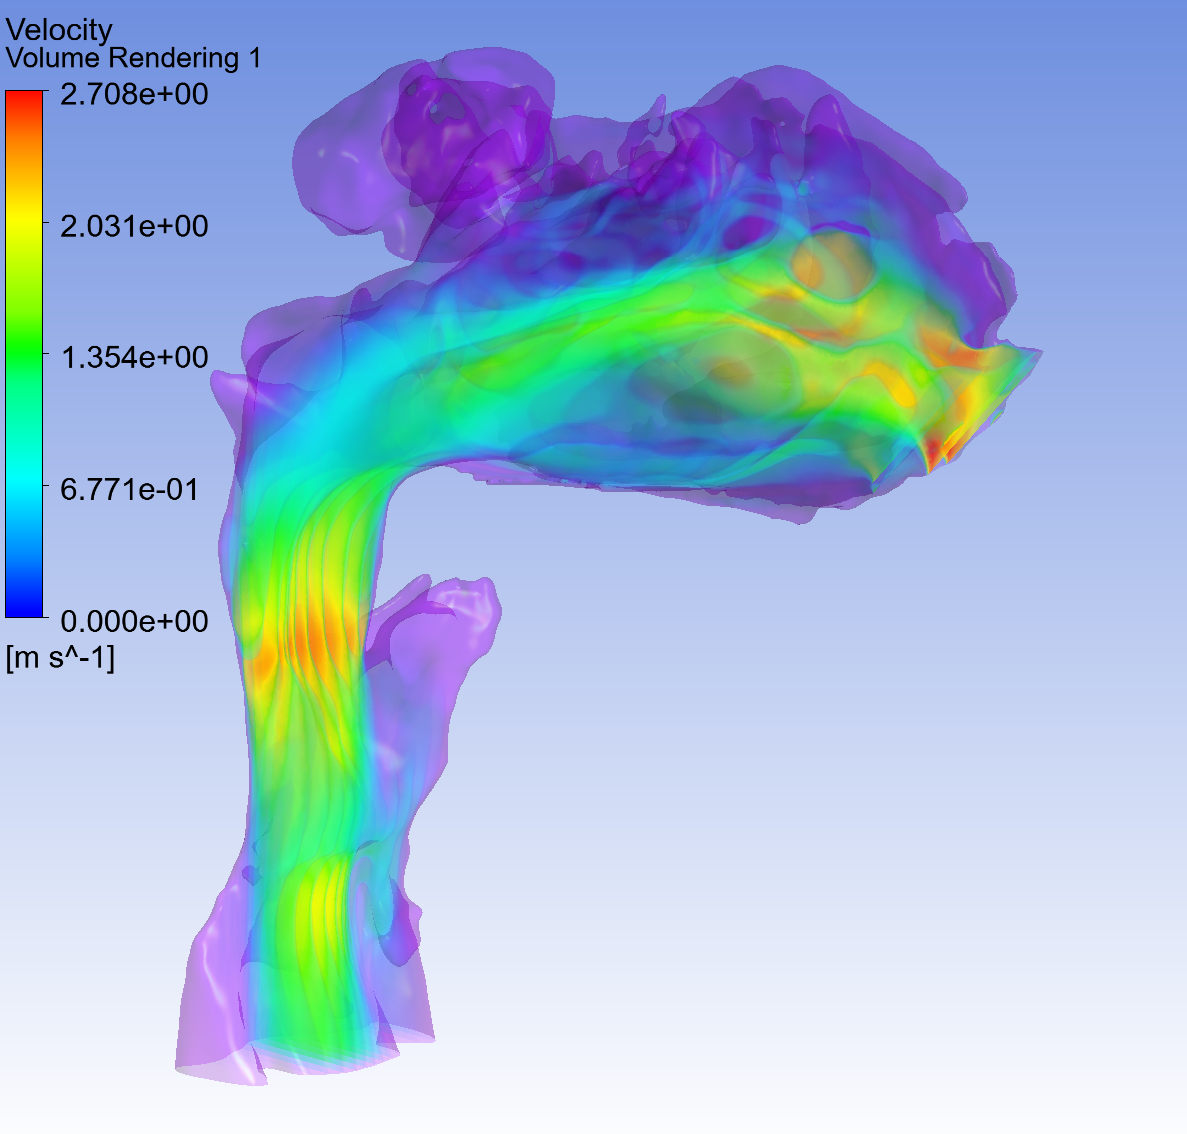 Velocity
Volume Rendering 1
2.708e+00
2.031e+00
1.354e+00
6.771e-01
0.000e+00
[m s^-1]